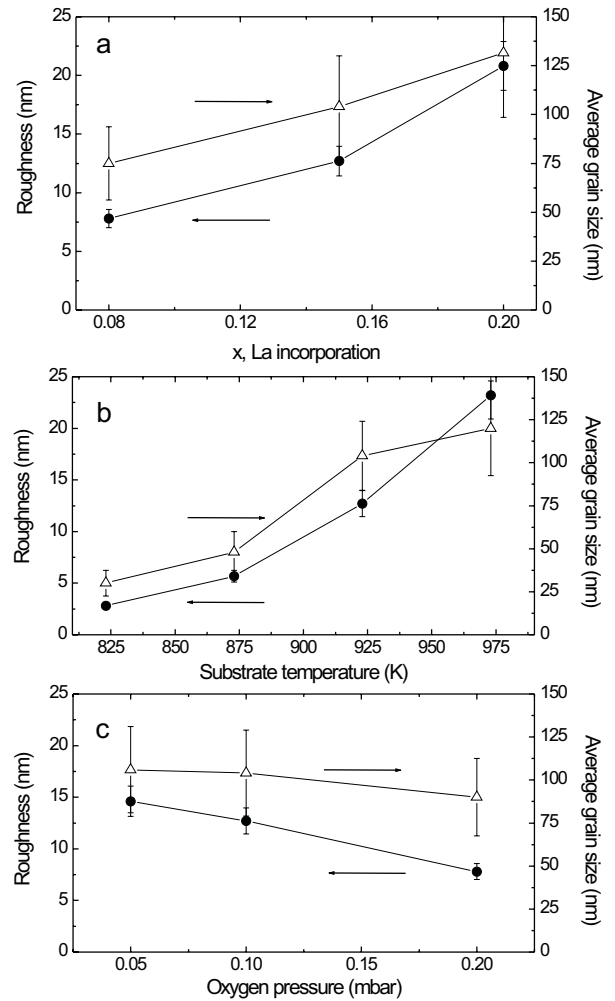 a
Roughness (nm)
25
20
15
10
5
0
150
125
100
75
50
25
0
Average grain size (nm)
0.08 0.12 0.16 0.20
x, La incorporation
b
Roughness (nm)
25
20
15
10
5
0
150
125
100
75
50
25
0
Average grain size (nm)
825 850 875 900 925 950 975
Substrate temperature (K)
c
Roughness (nm)
25
20
15
10
5
0
150
125
100
75
50
25
0
Average grain size (nm)
0.05 0.10 0.15 0.20
Oxygen pressure (mbar)